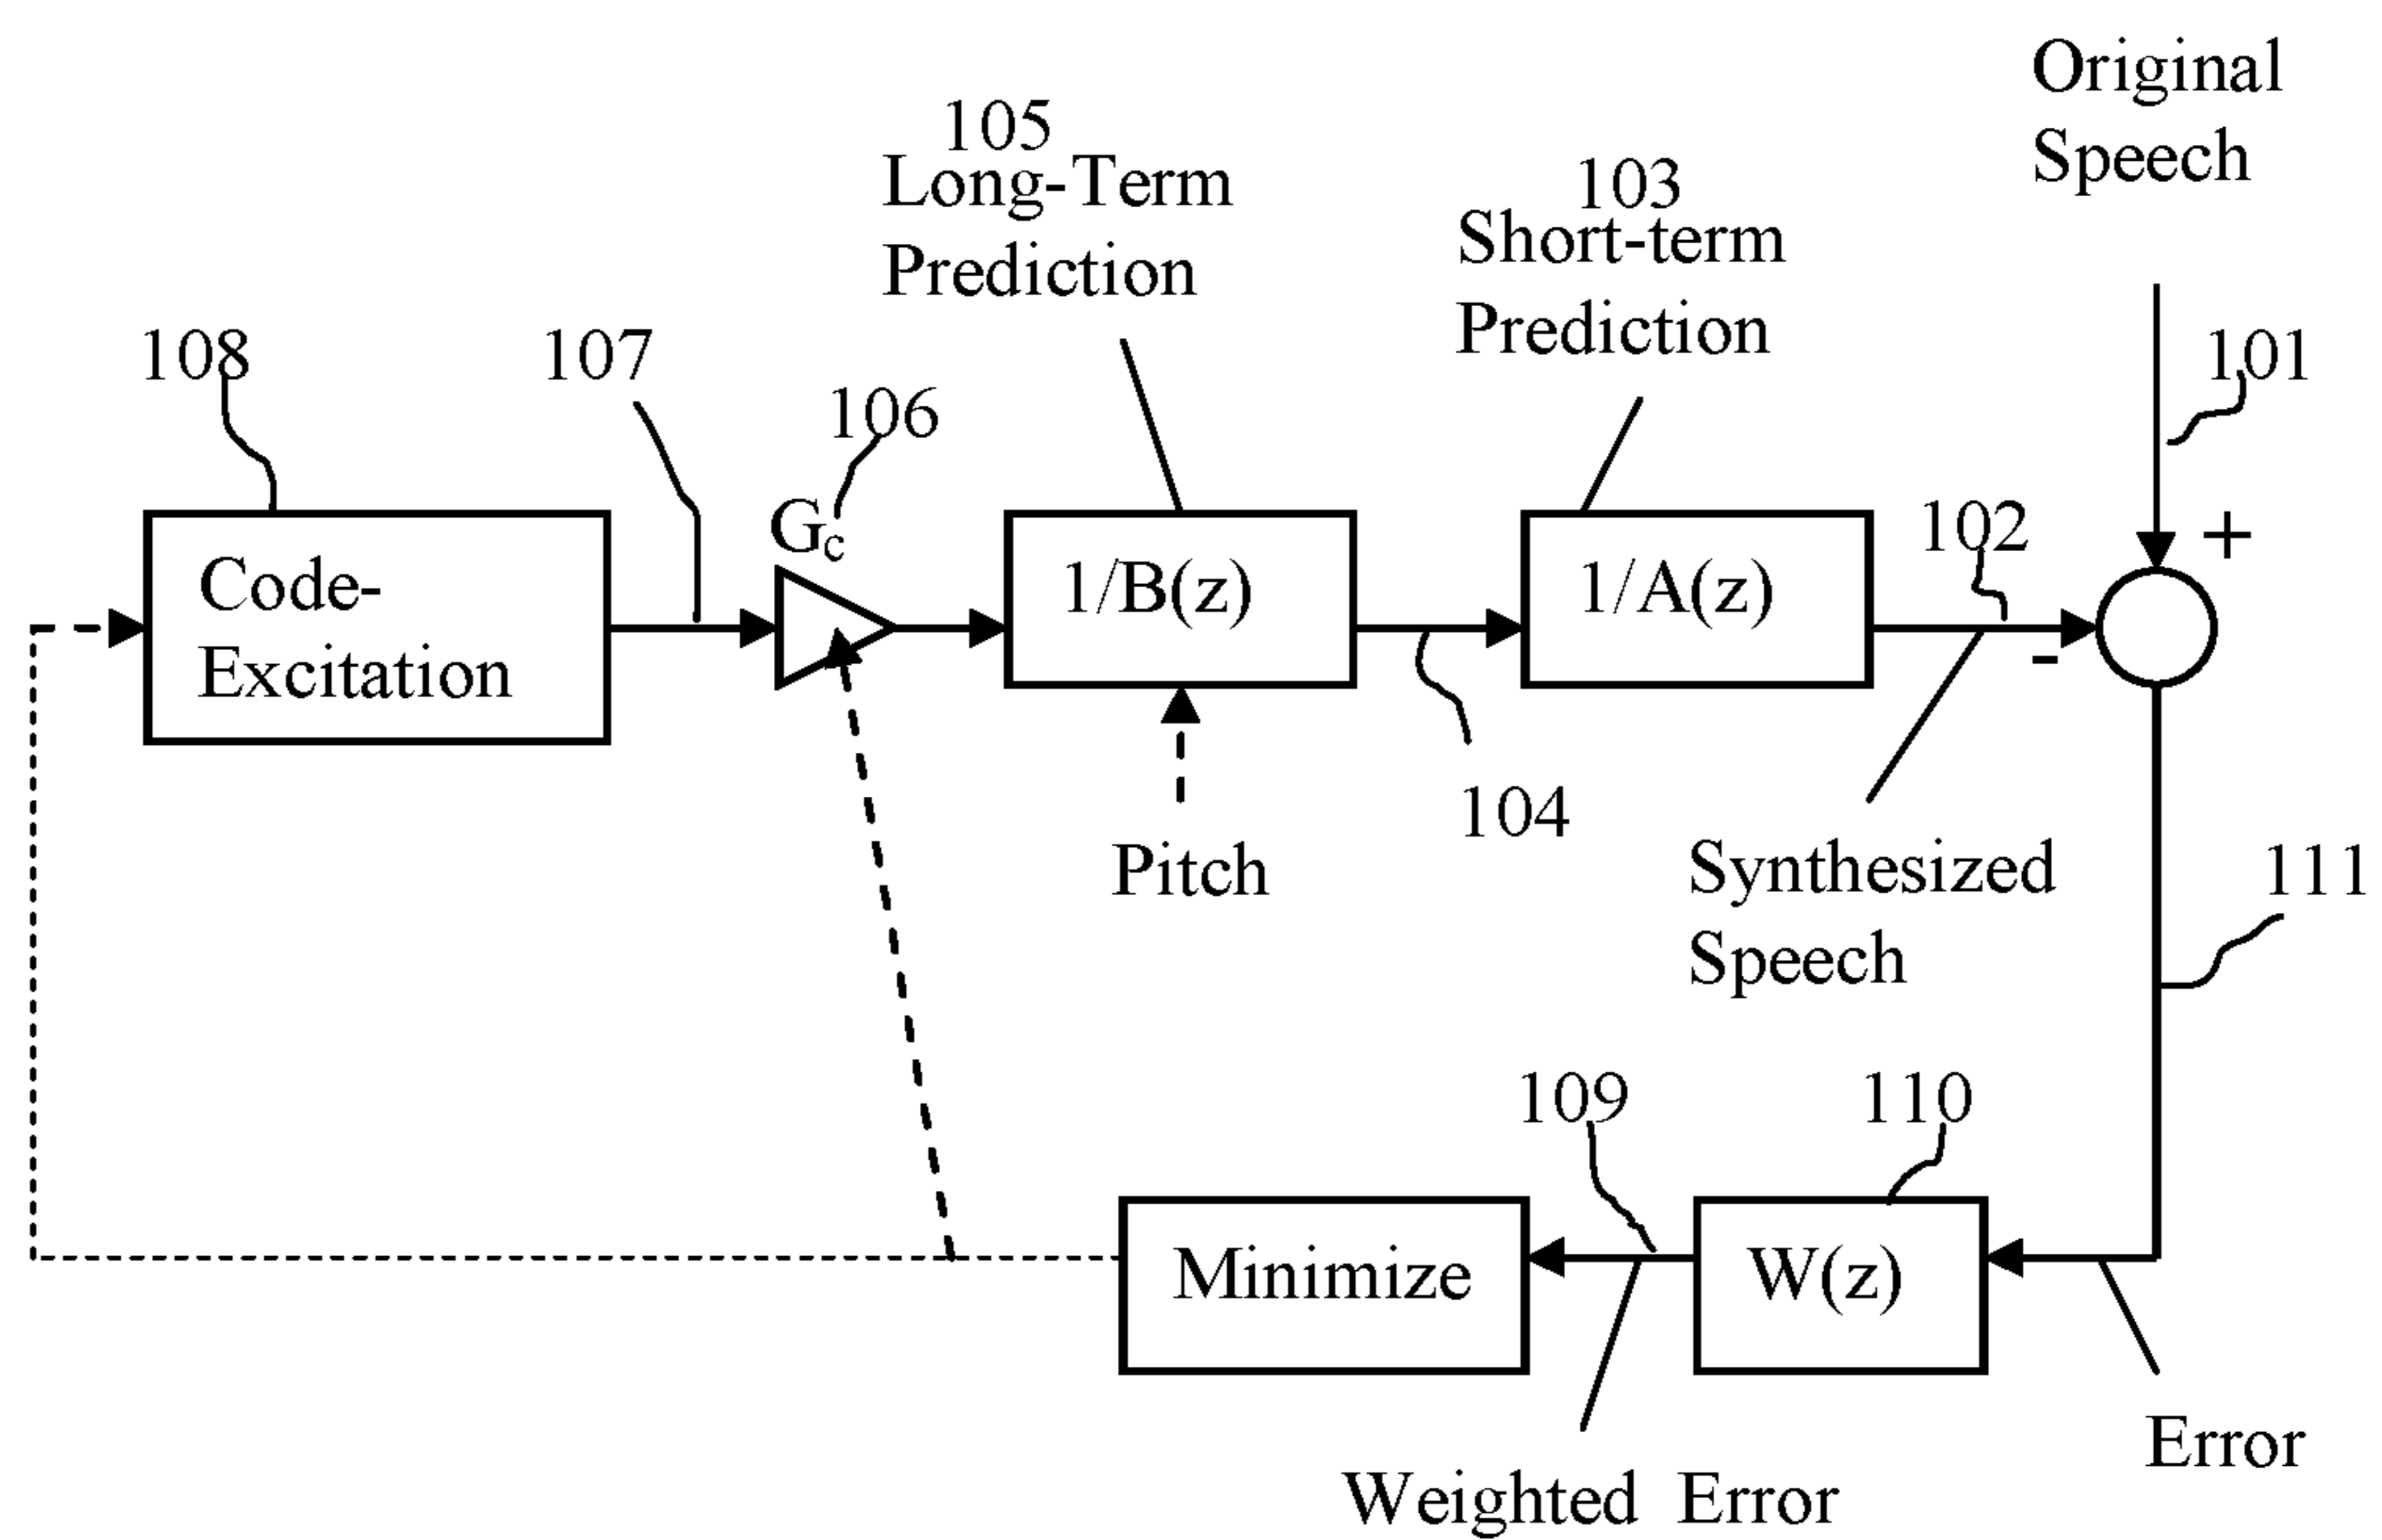 Original
Speech
105
Long-Term
Prediction
103
Short-term
Prediction
108
107
106
101
Gc
102
+
Code-
Excitation
1/B(z)
1/A(z)
-
104
Pitch
Synthesized
Speech
111
109
110
Minimize
W(z)
Error
Weighted Error